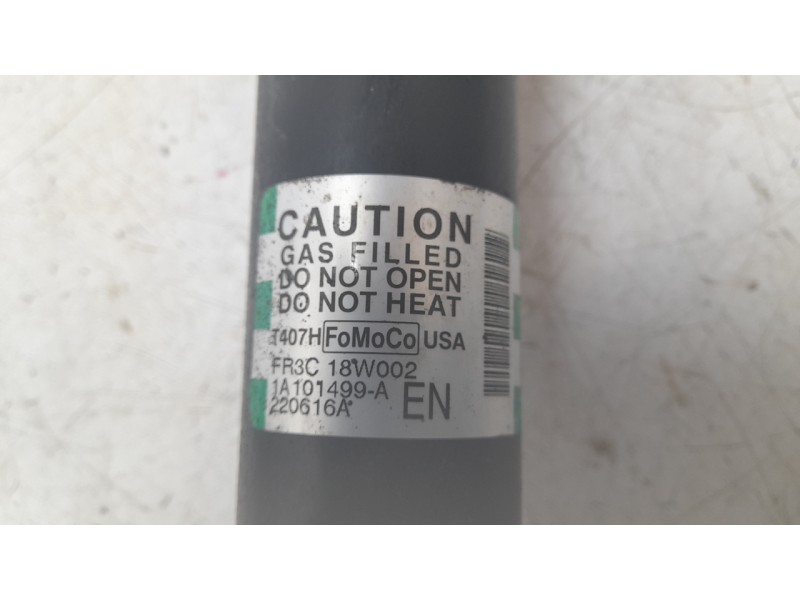 CAUTION
GAS FILLED
DO NOT OPEN
DO NOT HEAT
T407H FoMoCo USA
FR3C 18W002
1A101499-A
220616A EN